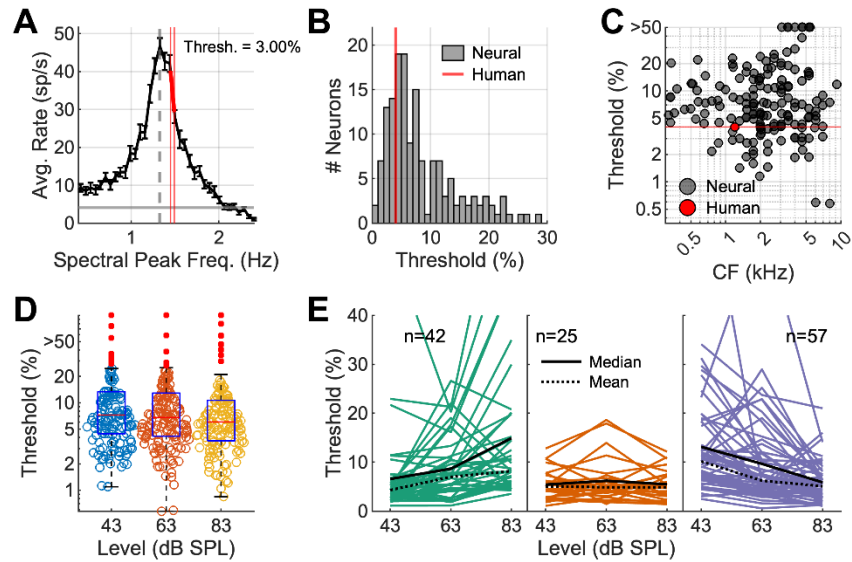 A
Thresh. = 3.00%
50
40
30
20
10
0
Avg. Rate (sp/s)
1
2
Spectral Peak Freq. (Hz)
B
Neural
Human
20
15
10
5
0
# Neurons
0
10
20
30
Threshold (%)
C
>50
20
10
5
2
1
0.5
Threshold (%)
Neural
Human
0.5
1
2
5
10
CF (kHz)
D
>50
20
10
5
2
1
Threshold (%)
43
63
83
Level (dB SPL)
E
40
30
20
10
0
Threshold (%)
n=42
n=25
n=57
Median
Mean
43
63
83
43
63
83
43
63
83
Level (dB SPL)